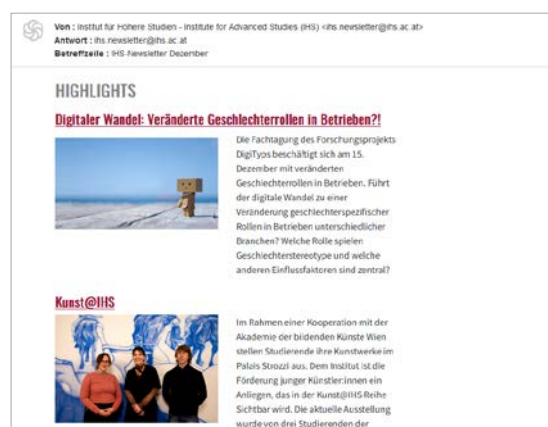 Von : Institut für Höhere Studien - Institute for Advanced Studies (IHS) <ihs.newsletter@ihs.ac.at>
Antwort : ihs.newsletter@ihs.ac.at
Betreffzeile : IHS-Newsletter Dezember
HIGHLIGHTS
Digitaler Wandel: Veränderte Geschlechterrollen in Betrieben?!
Die Fachtagung des Forschungsprojekts
DigiTyps beschäftigt sich am 15.
Dezember mit veränderten
Geschlechterrollen in Betrieben. Führt
der digitale Wandel zu einer
Veränderung geschlechterspezifischer
Rollen in Betrieben unterschiedlicher
Branchen? Welche Rolle spielen
Geschlechterstereotype und welche
anderen Einflussfaktoren sind zentral?
Kunst@IHS
Im Rahmen einer Kooperation mit der
Akademie der bildenden Künste Wien
stellen Studierende ihre Kunstwerke im
Palais Strozzi aus. Dem Institut ist die
Förderung junger Künstler:innen ein
Anliegen, das in der Kunst@IHS-Reihe
Sichtbar wird. Die aktuelle Ausstellung
wurde von drei Studierenden der